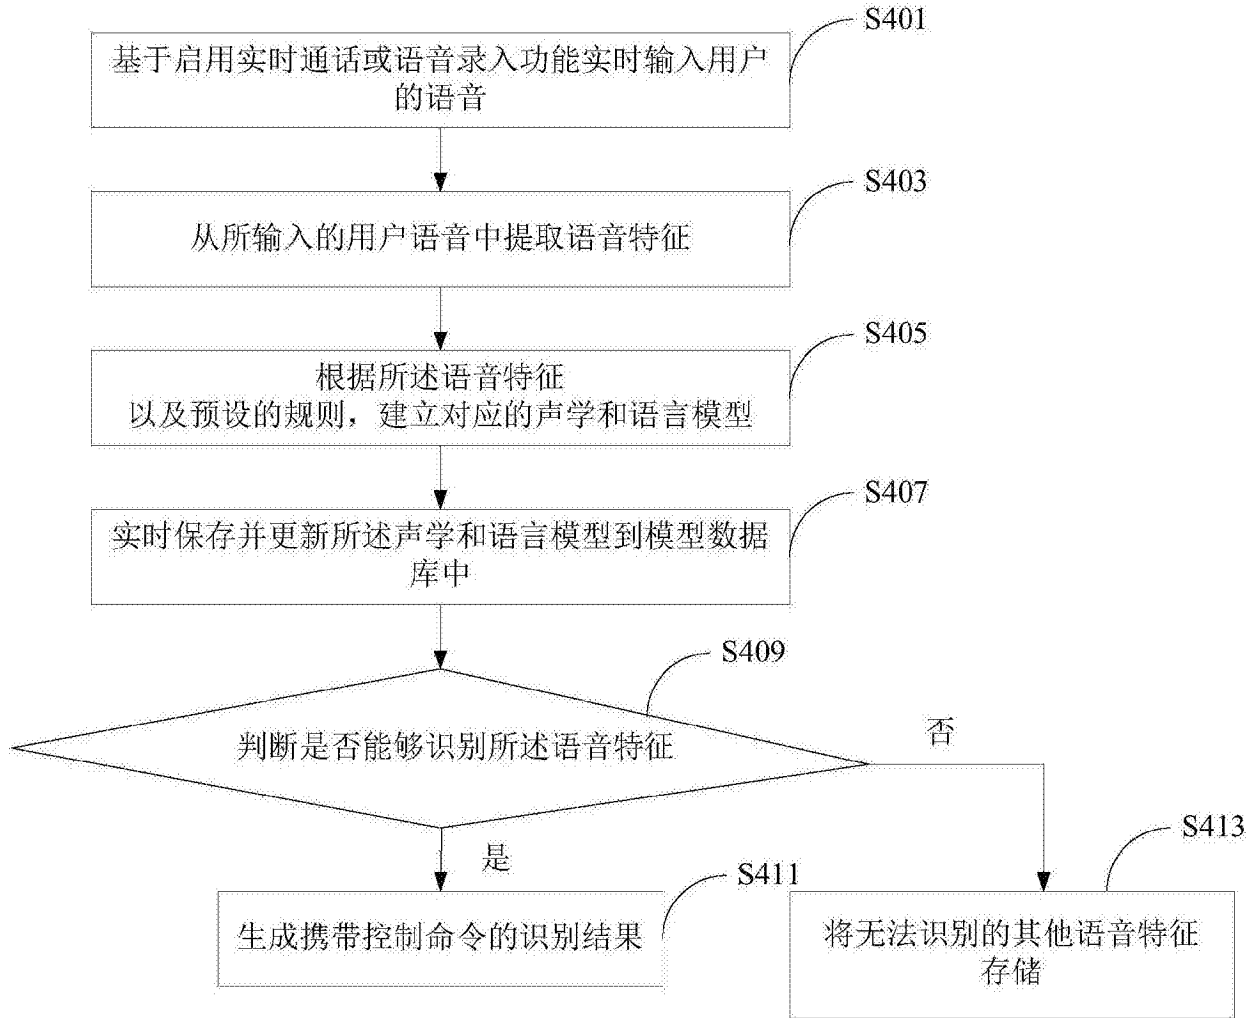 S401
基于启用实时通话或语音录入功能实时输入用户
的语音
S403
从所输入的用户语音中提取语音特征
S405
根据所述语音特征
以及预设的规则，建立对应的声学和语言模型
S407
实时保存并更新所述声学和语言模型到模型数据
库中
S409
判断是否能够识别所述语音特征
否
是
S411
生成携带控制命令的识别结果
S413
将无法识别的其他语音特征
存储